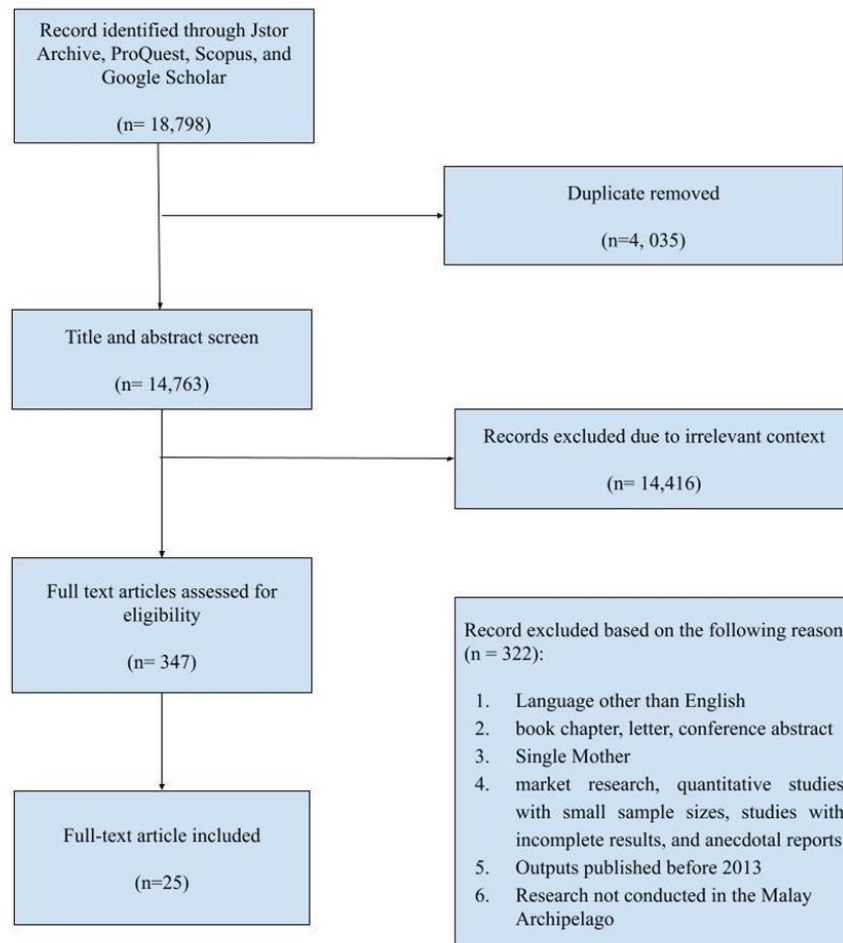 Record identified through Jstor
Archive, ProQuest, Scopus, and
Google Scholar
(n= 18,798)
Duplicate removed
(n=4, 035)
Title and abstract screen
(n= 14,763)
Records excluded due to irrelevant context
(n= 14,416)
Full text articles assessed for
eligibility
(n= 347)
Record excluded based on the following reason
(n = 322):
1. Language other than English
2. book chapter, letter, conference abstract
3. Single Mother
4. market research, quantitative studies
with small sample sizes, studies with
incomplete results, and anecdotal reports
5. Outputs published before 2013
6. Research not conducted in the Malay
Archipelago
Full-text article included
(n=25)